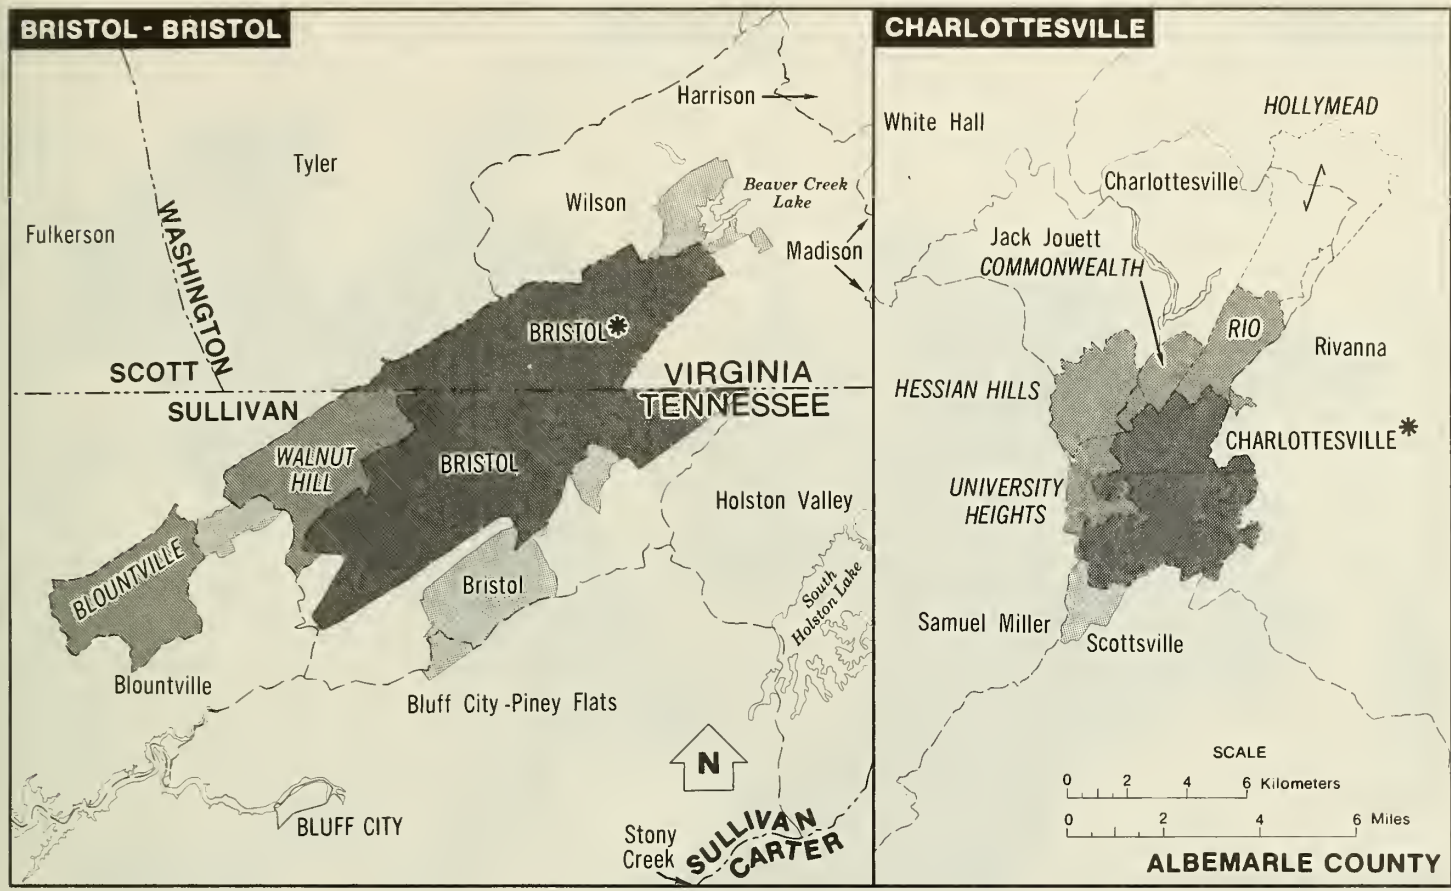 BRISTOL - BRISTOL
Harrison
Tyler
Wilson
Beaver Creek
Lake
Fulkerson
WASHINGTON
Madison
BRISTOL*
SCOTT
VIRGINIA
SULLIVAN
TENNESSEE
WALNUT
HILL
BRISTOL
Holston Valley
BLOUNTVILLE
Bristol
South
Holston Lake
Blountville
Bluff City-Piney Flats
N
BLUFF CITY
Stony
Creek
SULLIVAN
CARTER
CHARLOTTESVILLE
HOLLYMEAD
White Hall
Charlottesville
Jack Jouett
COMMONWEALTH
RIO
Rivanna
HESSIAN HILLS
CHARLOTTESVILLE*
UNIVERSITY
HEIGHTS
Samuel Miller
Scottsville
SCALE
0 2 4 6 Kilometers
0 2 4 6 Miles
ALBEMARLE COUNTY